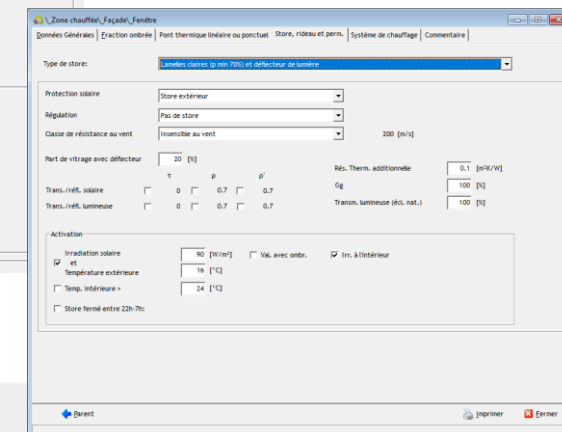 \_Zone chauffée\_Façade\_Fenêtre
Données Générales Fraction ombrée Pont thermique linéaire ou ponctuel Store, rideau et perm. Système de chauffage Commentaire
Type de store: Lamelles claires (p min 70%) et déflecteur de lumière
Protection solaire Store extérieur
Régulation Pas de store
Classe de résistance au vent Insensible au vent 200 [m/s]
Part de vitrage avec déflecteur 20 [%]
Rés. Therm. additionnelle 0.1 [m²K/W]
τ ρ ρ'
Gg 100 [%]
Trans./réfl. solaire 0 0.7 0.7
Transm. lumineuse (écl. nat.) 100 [%]
Trans./réfl. lumineuse 0 0.7 0.7
Activation
Irradiation solaire 90 [W/m²] Val. avec ombr. Irr. à l'intérieur
et
Température extérieure 16 [°C]
Temp. intérieure > 24 [°C]
Store fermé entre 22h-7h:
Parent Imprimer Fermer